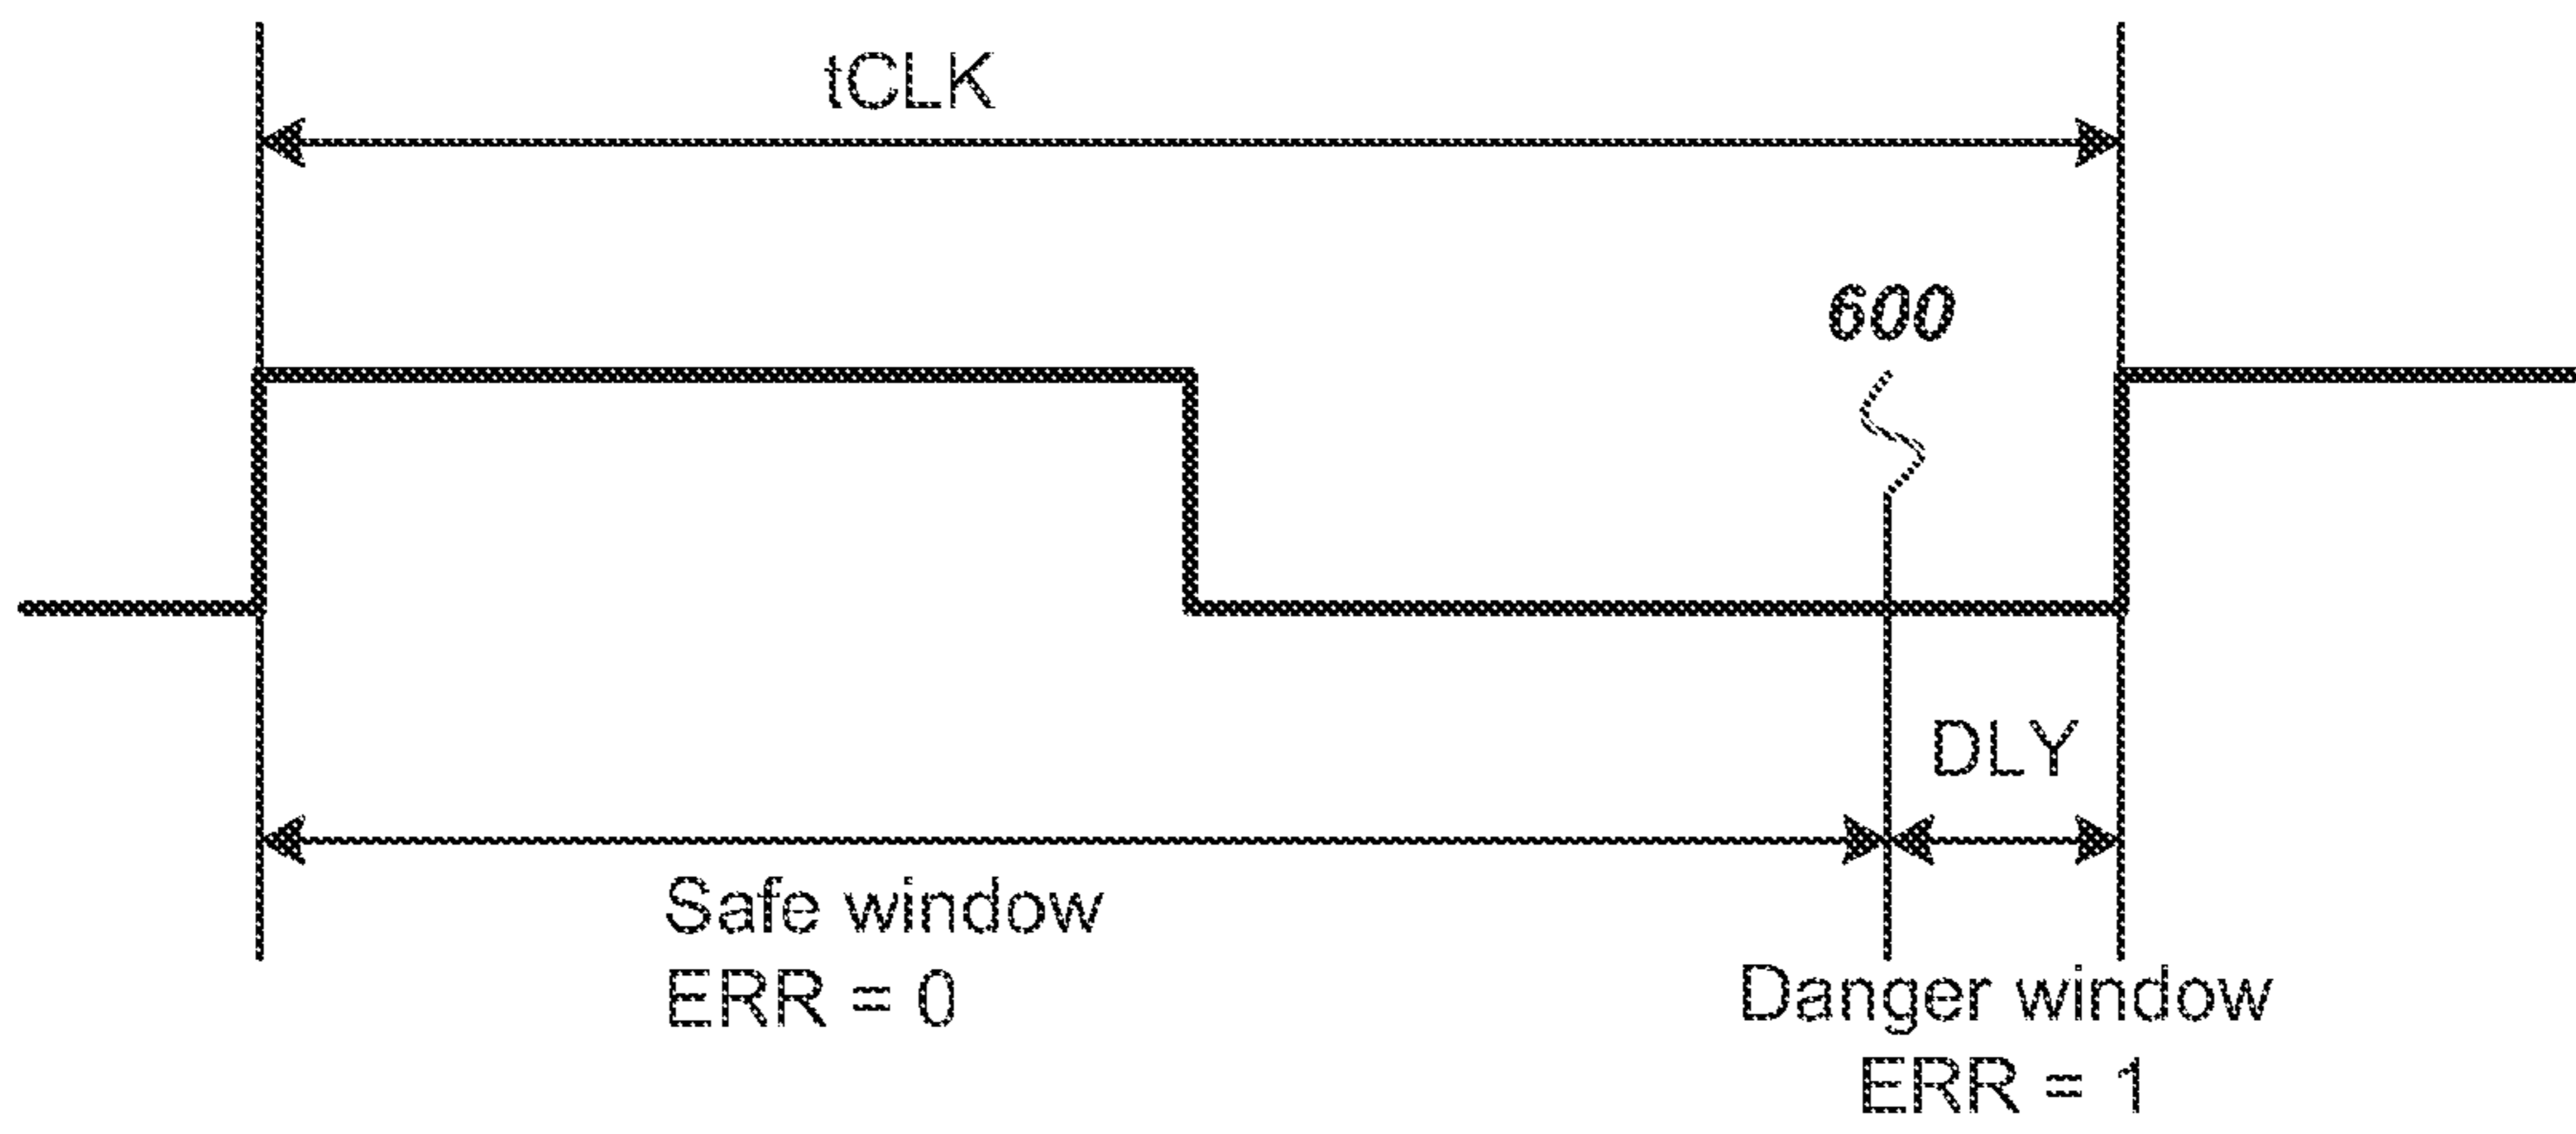 tCLK
600
DLY
Safe window
ERR = 0
Danger window
ERR = 1